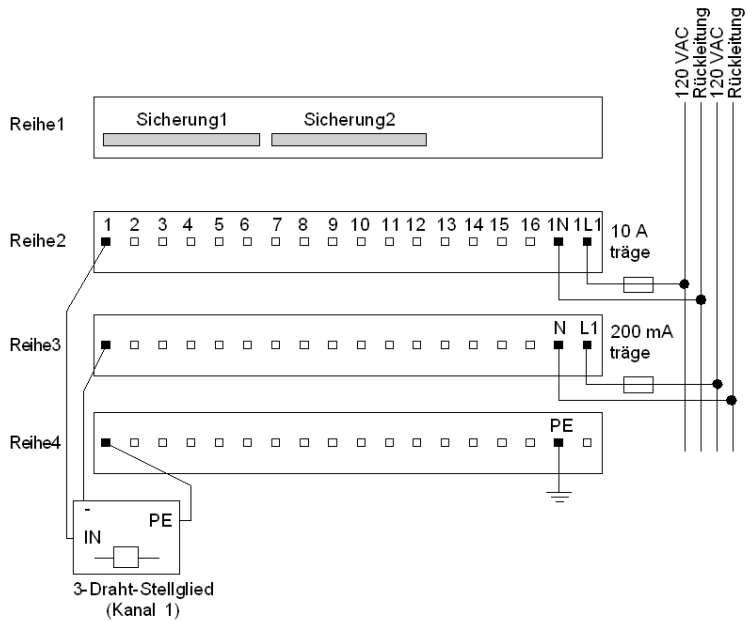 120 VAC
Rückleitung
120 VAC
Rückleitung
Reihe1
Sicherung1 Sicherung2
Reihe2
1 2 3 4 5 6 7 8 9 10 11 12 13 14 15 16 1N 1L1
10 A
träge
Reihe3
N L1
200 mA
träge
Reihe4
PE
-
PE
IN
3-Draht-Stellglied
(Kanal 1)